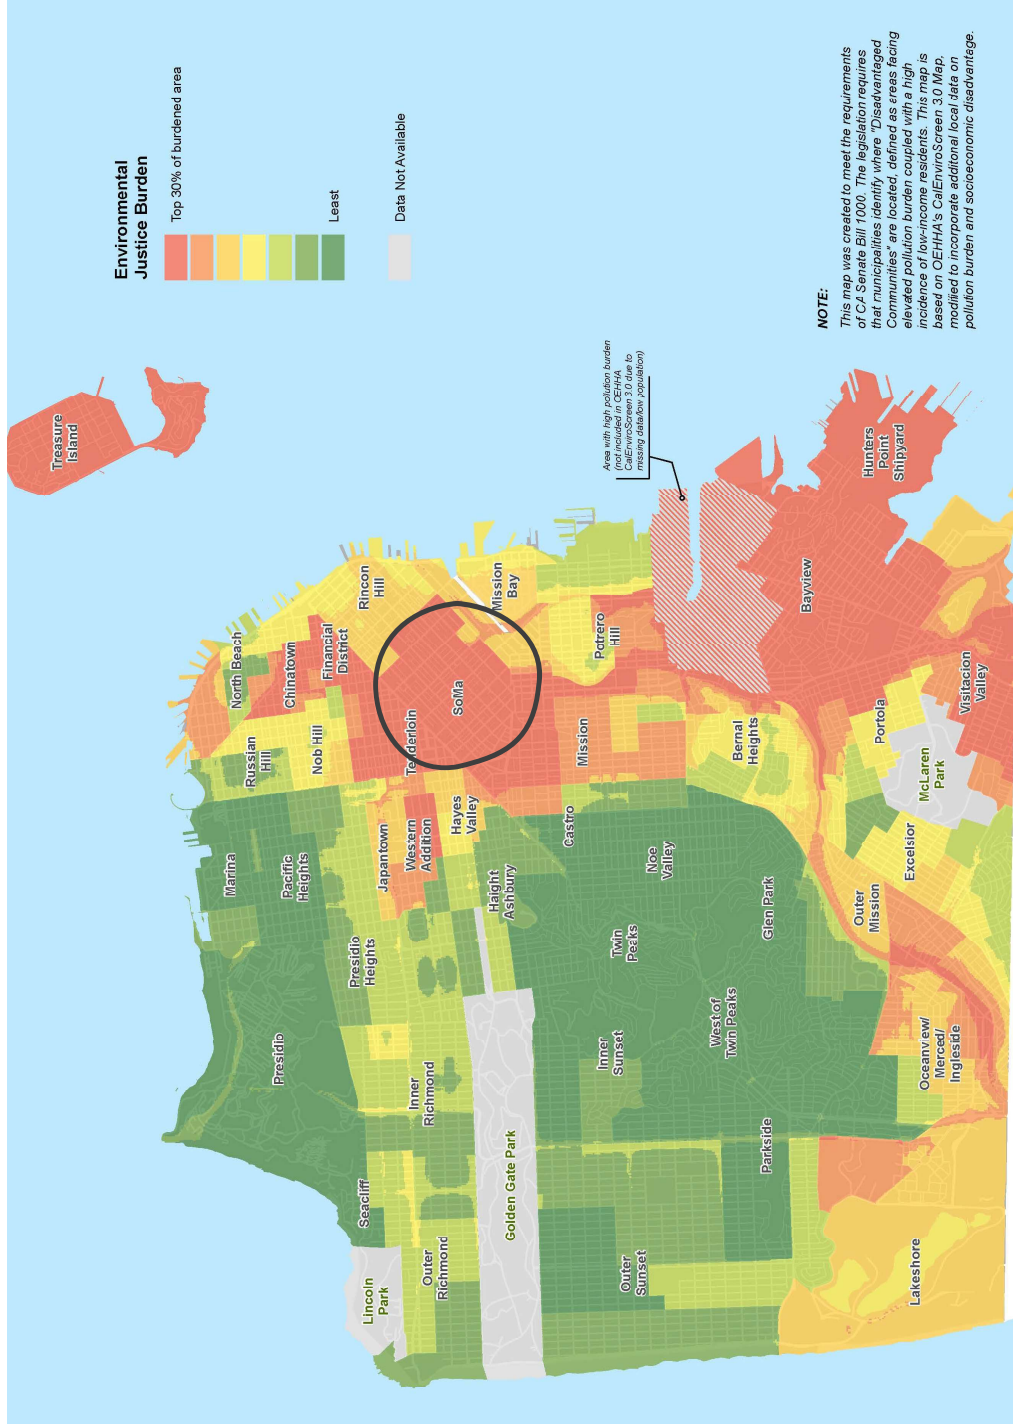 Environmental
Justice Burden
Top 30% of burdened area
Least
Data Not Available
Treasure
Island
North Beach
Russian
Hill
Chinatown
Nob Hill
Financial
District
Rincon
Hill
Marina
Pacific
Heights
Presidio
Presidio
Heights
Japantown
Western
Addition
Tenderloin
SoMa
Mission
Bay
Hayes
Valley
Haight
Ashbury
Seacliff
Lincoln
Park
Outer
Richmond
Inner
Richmond
Golden Gate Park
Castro
Mission
Potrero
Hill
Area with high pollution burden
(not included in OEHHA
CalEnviroScreen 3.0 due to
missing data/low population)
Outer
Sunset
Inner
Sunset
Twin
Peaks
Noe
Valley
West of
Twin Peaks
Glen Park
Bernal
Heights
Parkside
Bayview
Hunters
Point
Shipyard
Outer
Mission
Portola
Excelsior
McLaren
Park
Visitacion
Valley
Lakeshore
Oceanview/
Merced/
Ingleside
NOTE:
This map was created to meet the requirements
of CA Senate Bill 1000. The legislation requires
that municipalities identify where "Disadvantaged
Communities" are located, defined as areas facing
elevated pollution burden coupled with a high
incidence of low-income residents. This map is
based on OEHHA's CalEnviroScreen 3.0 Map,
modified to incorporate additonal local data on
pollution burden and socioeconomic disadvantage.